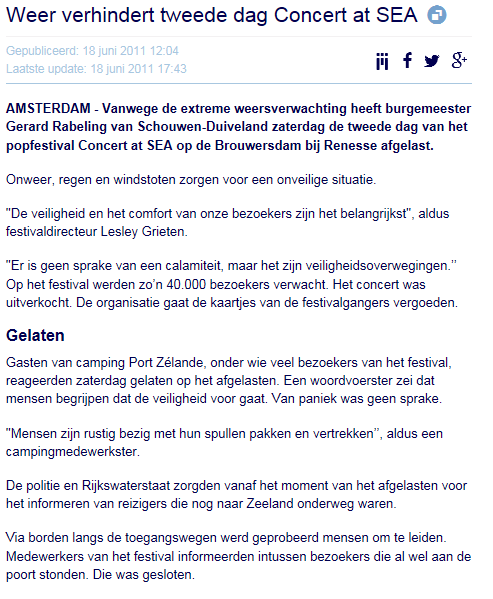 Weer verhindert tweede dag Concert at SEA
Gepubliceerd: 18 juni 2011 12:04
Laatste update: 18 juni 2011 17:43
AMSTERDAM - Vanwege de extreme weersverwachting heeft burgemeester
Gerard Rabeling van Schouwen-Duiveland zaterdag de tweede dag van het
popfestival Concert at SEA op de Brouwersdam bij Renesse afgelast.
Onweer, regen en windstoten zorgen voor een onveilige situatie.
"De veiligheid en het comfort van onze bezoekers zijn het belangrijkst", aldus
festivaldirecteur Lesley Grieten.
"Er is geen sprake van een calamiteit, maar het zijn veiligheidsoverwegingen.’’
Op het festival werden zo’n 40.000 bezoekers verwacht. Het concert was
uitverkocht. De organisatie gaat de kaartjes van de festivalgangers vergoeden.
Gelaten
Gasten van camping Port Zélande, onder wie veel bezoekers van het festival,
reageerden zaterdag gelaten op het afgelasten. Een woordvoerster zei dat
mensen begrijpen dat de veiligheid voor gaat. Van paniek was geen sprake.
"Mensen zijn rustig bezig met hun spullen pakken en vertrekken’’, aldus een
campingmedewerkster.
De politie en Rijkswaterstaat zorgden vanaf het moment van het afgelasten voor
het informeren van reizigers die nog naar Zeeland onderweg waren.
Via borden langs de toegangswegen werd geprobeerd mensen om te leiden.
Medewerkers van het festival informeerden intussen bezoekers die al wel aan de
poort stonden. Die was gesloten.